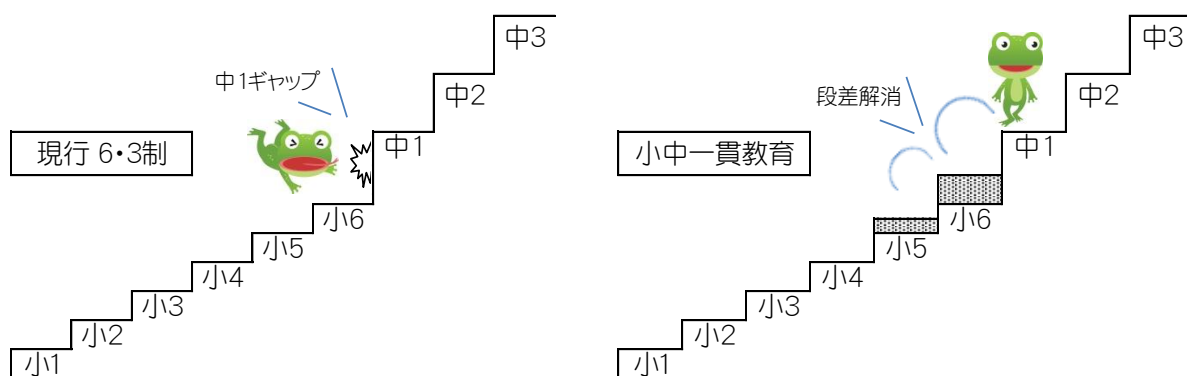 現行 6・3制
中1ギャップ
小1
小2
小3
小4
小5
小6
中1
中2
中3
小中一貫教育
段差解消
小1
小2
小3
小4
小5
小6
中1
中2
中3